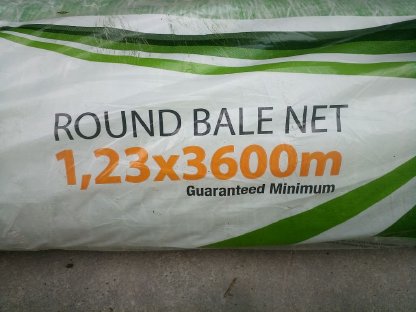 ROUND BALE NET
1,23x3600m
Guaranteed Minimum